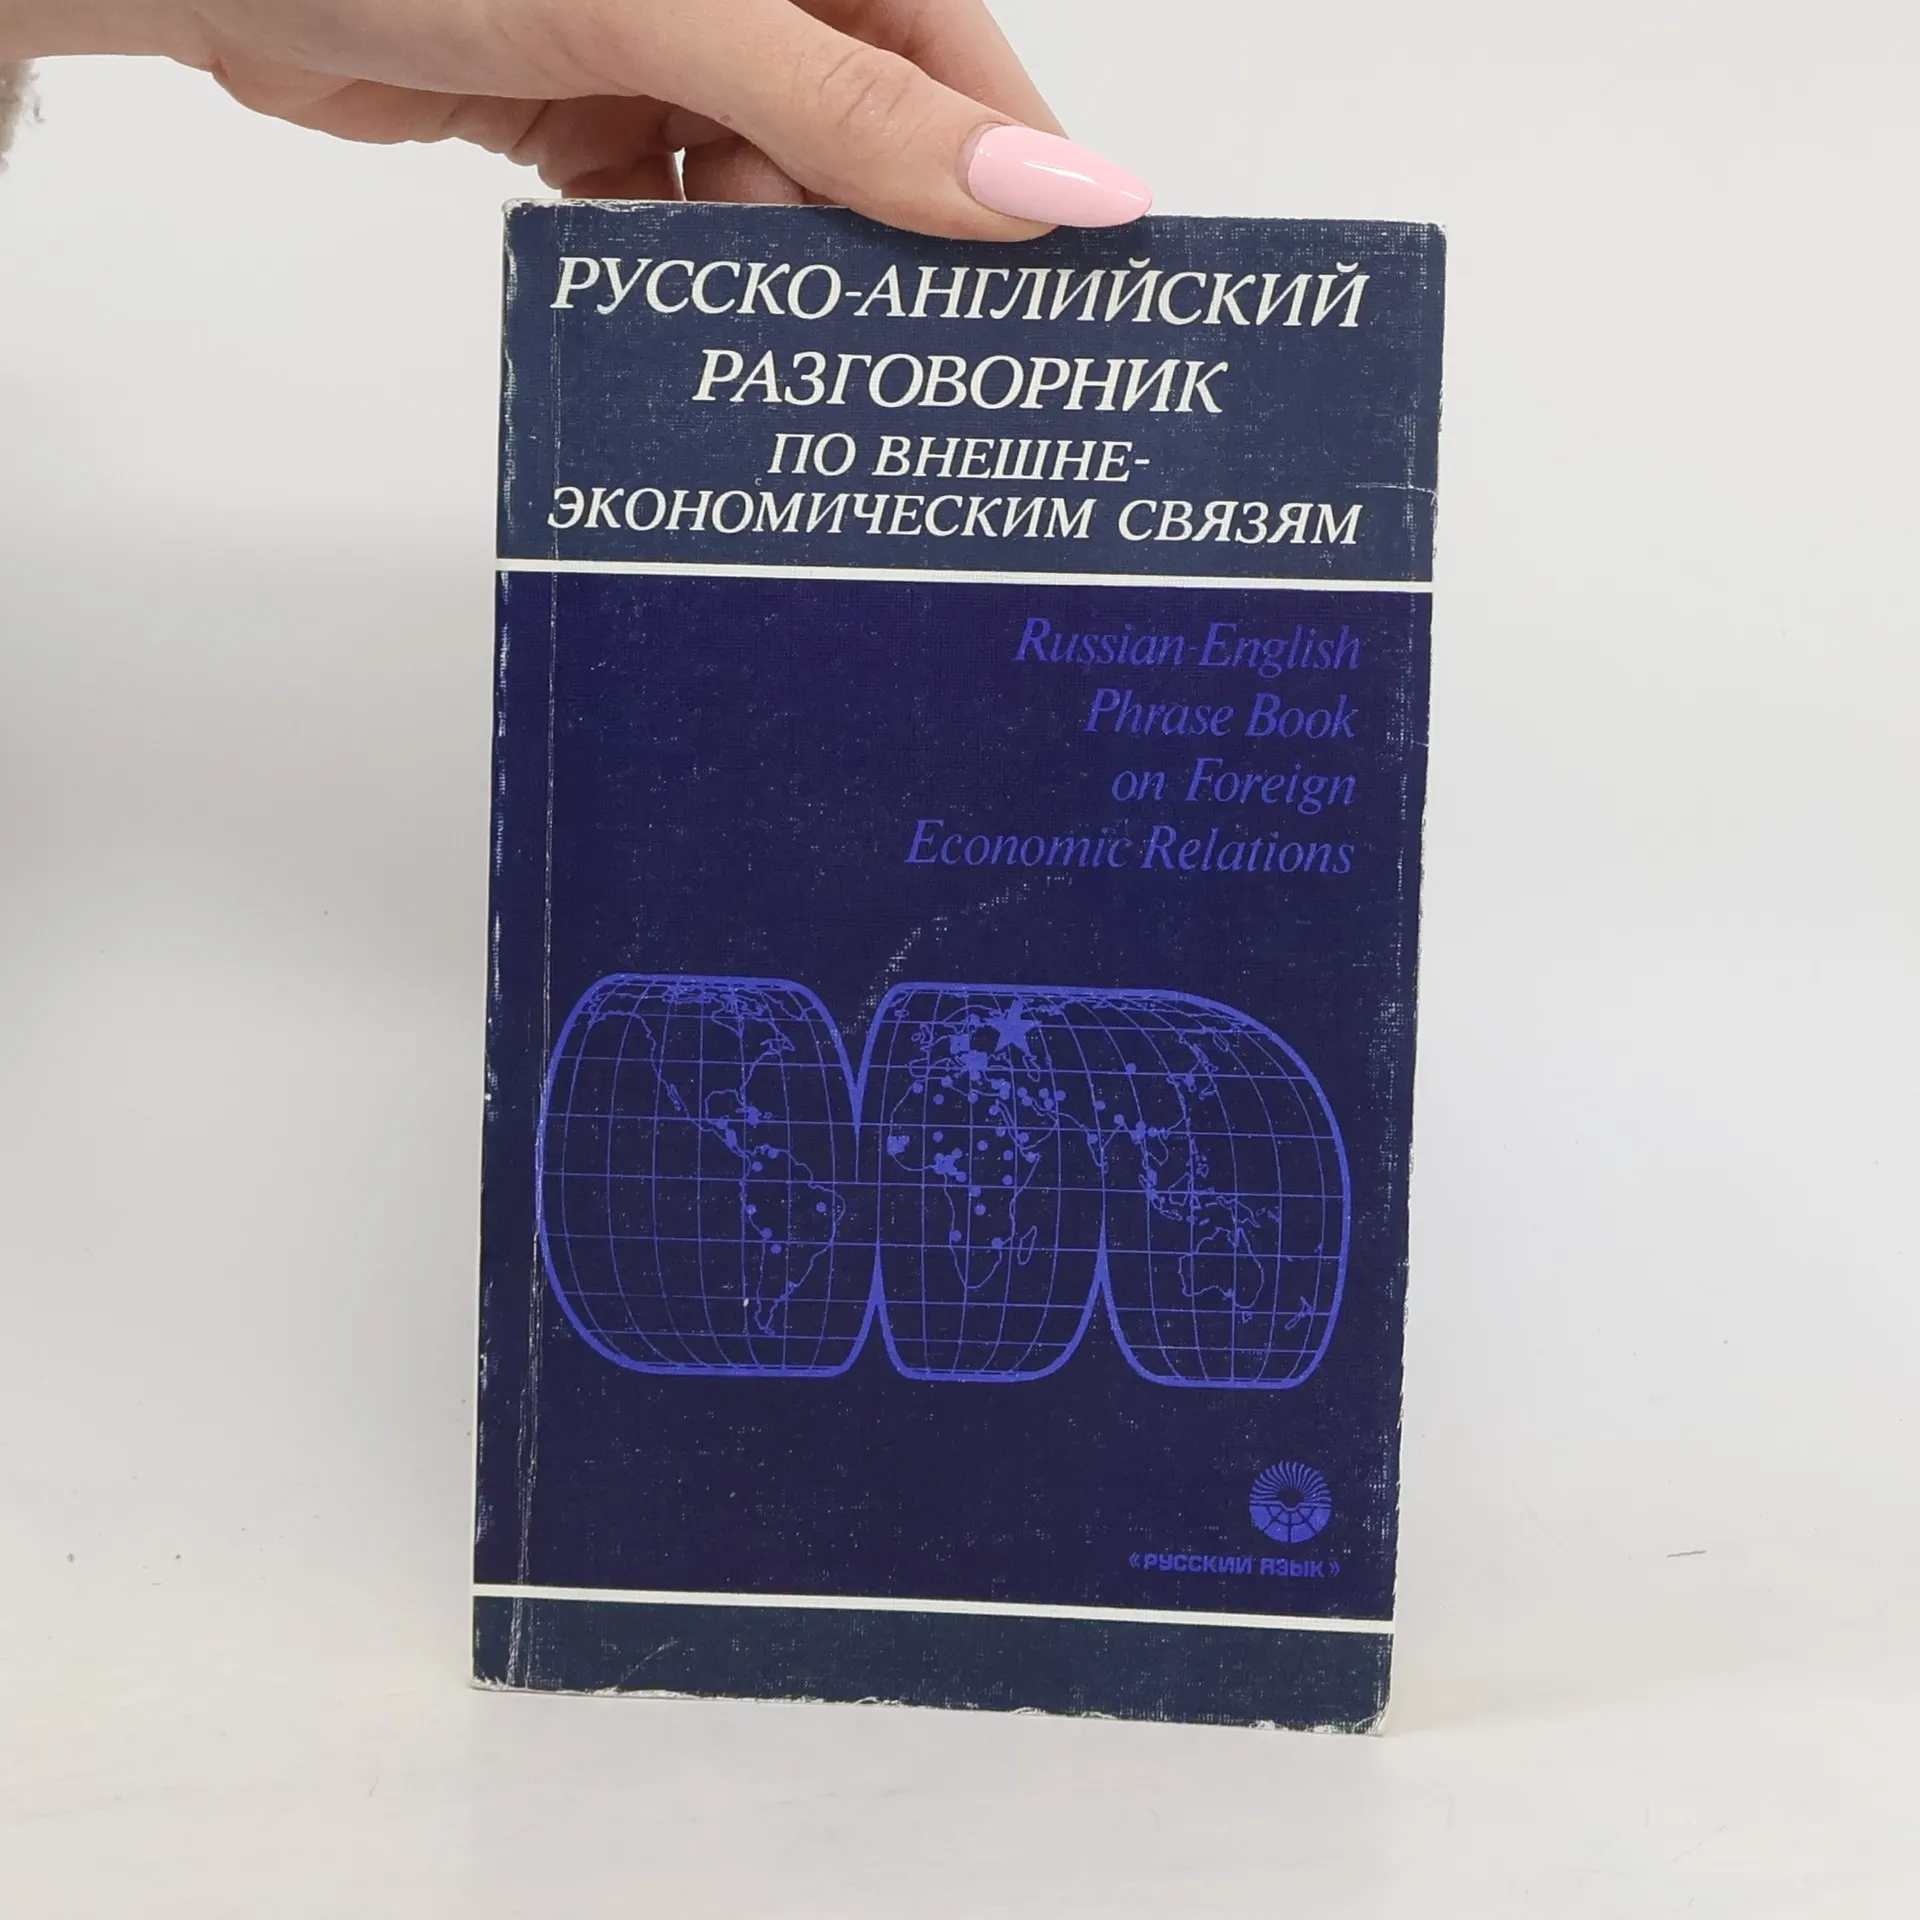 РУССКО-АНГЛИЙСКИЙ
РАЗГОВОРНИК
ПО ВНЕШНЕ-
ЭКОНОМИЧЕСКИМ СВЯЗЯМ
Russian-English
Phrase Book
on Foreign
Economic Relations
«РУССКИЙ ЯЗЫК»